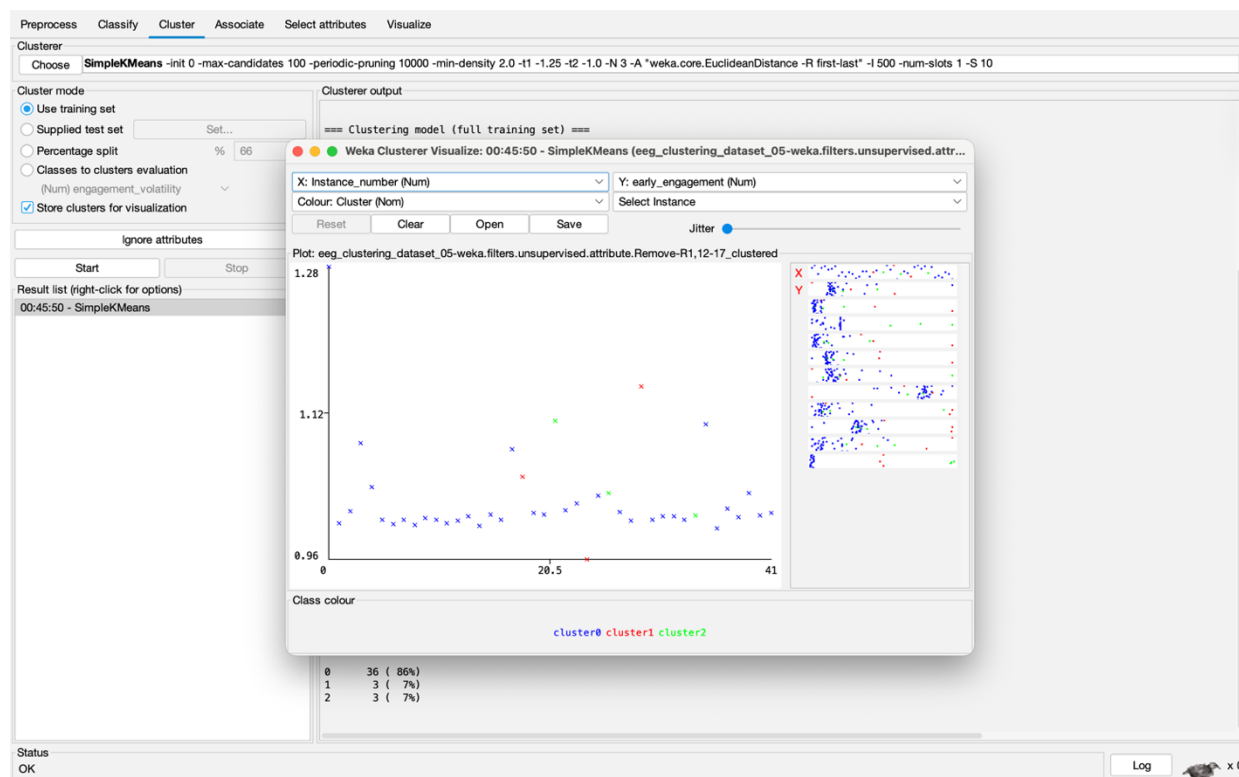 Preprocess Classify Cluster Associate Select attributes Visualize
Clusterer
Choose SimpleKMeans -init 0 -max-candidates 100 -periodic-pruning 10000 -min-density 2.0 -t1 -1.25 -t2 -1.0 -N 3 -A "weka.core.EuclideanDistance -R first-last" -I 500 -num-slots 1 -S 10
Cluster mode
Use training set
Supplied test set Set...
Percentage split % 66
Classes to clusters evaluation
(Num) engagement_volatility
Store clusters for visualization
Ignore attributes
Start Stop
Result list (right-click for options)
00:45:50 - SimpleKMeans
Clusterer output
=== Clustering model (full training set) ===
Weka Clusterer Visualize: 00:45:50 - SimpleKMeans (eeg_clustering_dataset_05-weka.filters.unsupervised.attr...
X: Instance_number (Num) Y: early_engagement (Num)
Colour: Cluster (Nom) Select Instance
Reset Clear Open Save Jitter
Plot: eeg_clustering_dataset_05-weka.filters.unsupervised.attribute.Remove-R1,12-17_clustered
1.28
1.12
0.96
0 20.5 41
X
Y
Class colour
cluster0 cluster1 cluster2
0 36 ( 86%)
1 3 ( 7%)
2 3 ( 7%)
Status
OK
Log x 0